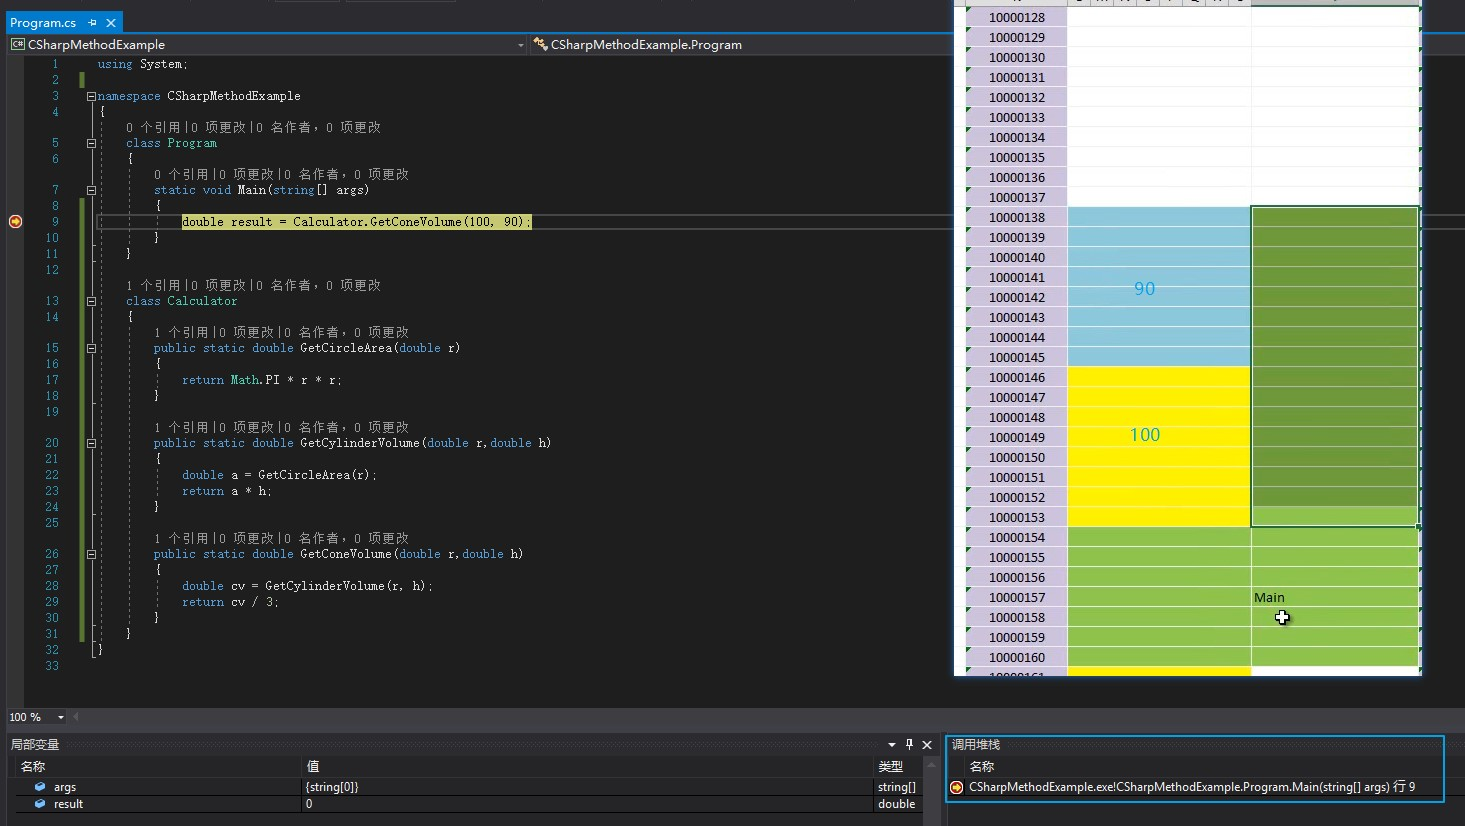 Program.cs
CSharpMethodExample
CSharpMethodExample.Program
1 using System;
2
3 namespace CSharpMethodExample
4 {
0 个引用|0 项更改|0 名作者，0 项更改
5 class Program
6 {
0 个引用|0 项更改|0 名作者，0 项更改
7 static void Main(string[] args)
8 {
9 double result = Calculator.GetConeVolume(100, 90);
10 }
11 }
12
1 个引用|0 项更改|0 名作者，0 项更改
13 class Calculator
14 {
1 个引用|0 项更改|0 名作者，0 项更改
15 public static double GetCircleArea(double r)
16 {
17 return Math.PI * r * r;
18 }
19
1 个引用|0 项更改|0 名作者，0 项更改
20 public static double GetCylinderVolume(double r,double h)
21 {
22 double a = GetCircleArea(r);
23 return a * h;
24 }
25
1 个引用|0 项更改|0 名作者，0 项更改
26 public static double GetConeVolume(double r,double h)
27 {
28 double cv = GetCylinderVolume(r, h);
29 return cv / 3;
30 }
31 }
32 }
33
100 %
10000128
10000129
10000130
10000131
10000132
10000133
10000134
10000135
10000136
10000137
10000138
10000139
10000140
10000141
90
10000142
10000143
10000144
10000145
10000146
10000147
10000148
10000149 100
10000150
10000151
10000152
10000153
10000154
10000155
10000156
10000157 Main
10000158
10000159
10000160
10000161
局部变量
名称 值 类型
args {string[0]} string[]
result 0 double
调用堆栈
名称
CSharpMethodExample.exe!CSharpMethodExample.Program.Main(string[] args) 行 9